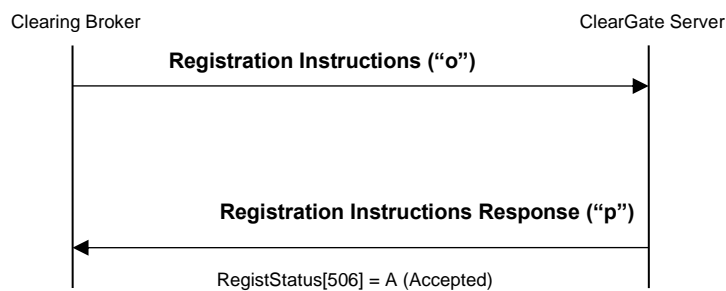 Clearing Broker
ClearGate Server
Registration Instructions (“o”)
Registration Instructions Response (“p”)
RegistStatus[506] = A (Accepted)